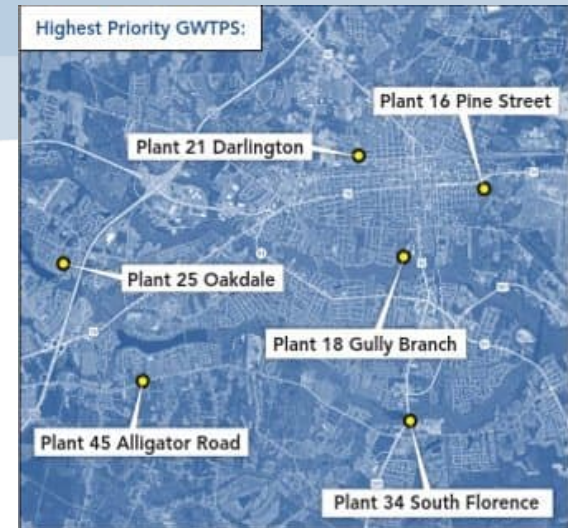 Highest Priority GWTPS:
Plant 16 Pine Street
Plant 21 Darlington
Plant 25 Oakdale
Plant 18 Gully Branch
Plant 45 Alligator Road
Plant 34 South Florence